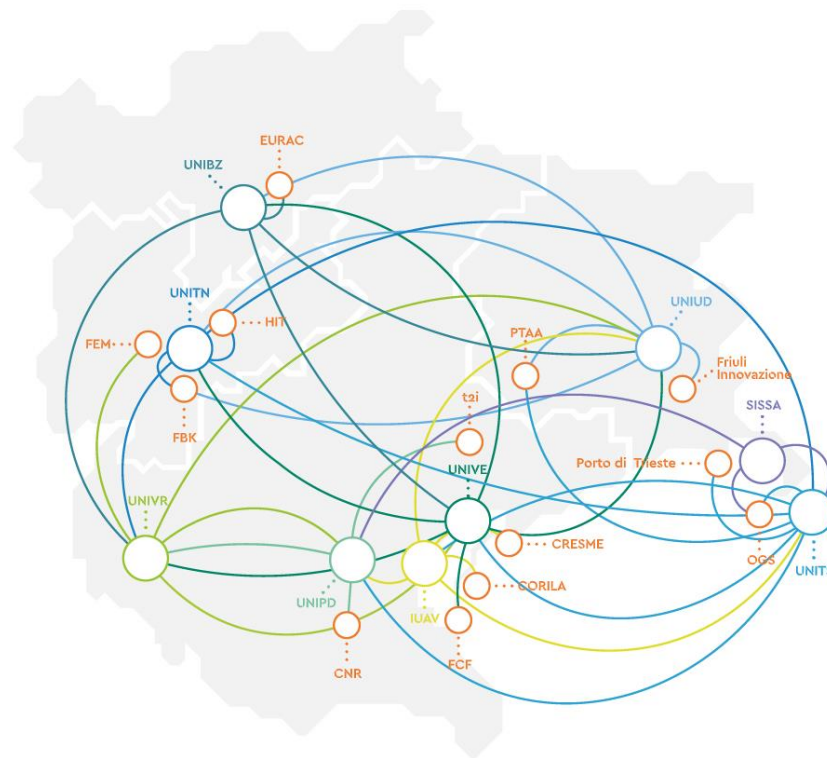 EURAC
UNIBZ
UNITN
HIT
FEM
FBK
PTAA
UNIUD
Friuli
Innovazione
t2i
SISSA
UNIVE
Porto di Trieste
UNIVR
CRESME
OGS
UNIT
CORILA
UNIPD
IUAV
CNR
FCF